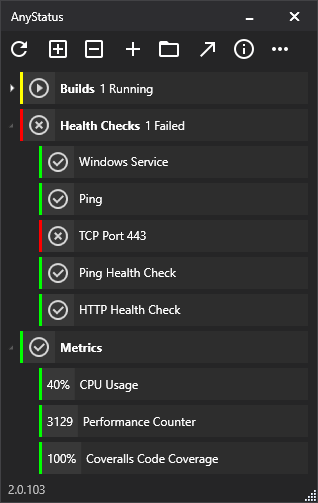 AnyStatus
Builds 1 Running
Health Checks 1 Failed
Windows Service
Ping
TCP Port 443
Ping Health Check
HTTP Health Check
Metrics
40% CPU Usage
3129 Performance Counter
100% Coveralls Code Coverage
2.0.103